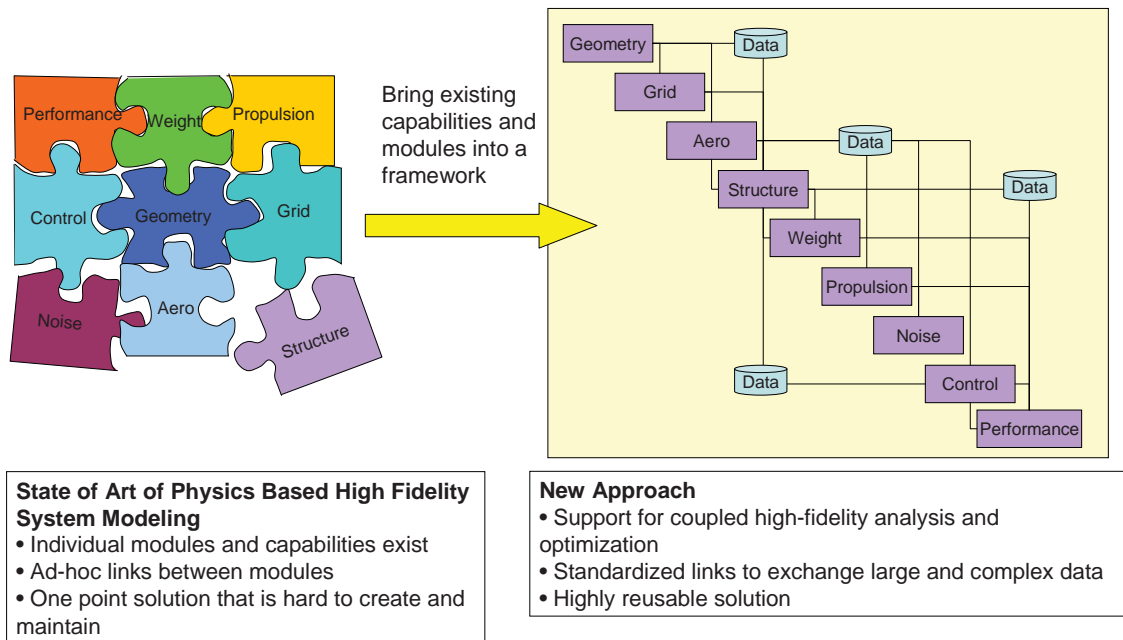 Performance
Weight
Propulsion
Control
Geometry
Grid
Noise
Aero
Structure
Bring existing
capabilities and
modules into a
framework
Geometry
Data
Grid
Aero
Data
Structure
Data
Weight
Propulsion
Noise
Data
Control
Performance
State of Art of Physics Based High Fidelity
System Modeling
• Individual modules and capabilities exist
• Ad-hoc links between modules
• One point solution that is hard to create and
maintain
New Approach
• Support for coupled high-fidelity analysis and
optimization
• Standardized links to exchange large and complex data
• Highly reusable solution